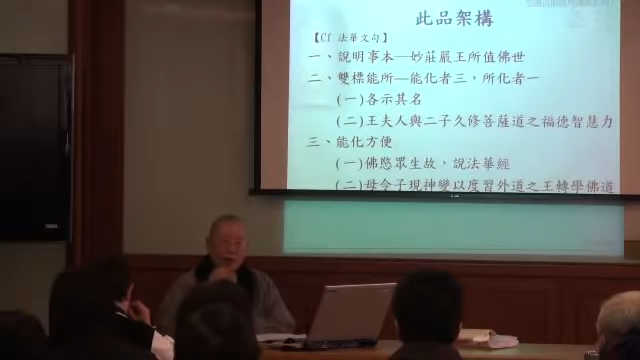 此品架構
【Cf 法華文句】
一、說明事本—妙莊嚴王所值佛世
二、雙標能所—能化者三，所化者一
(一)各示其名
(二)王夫人與二子久修菩薩道之福德智慧力
三、能化方便
(一)佛愍眾生故，說法華經
(二)母令子現神變以度習外道之王轉學佛道